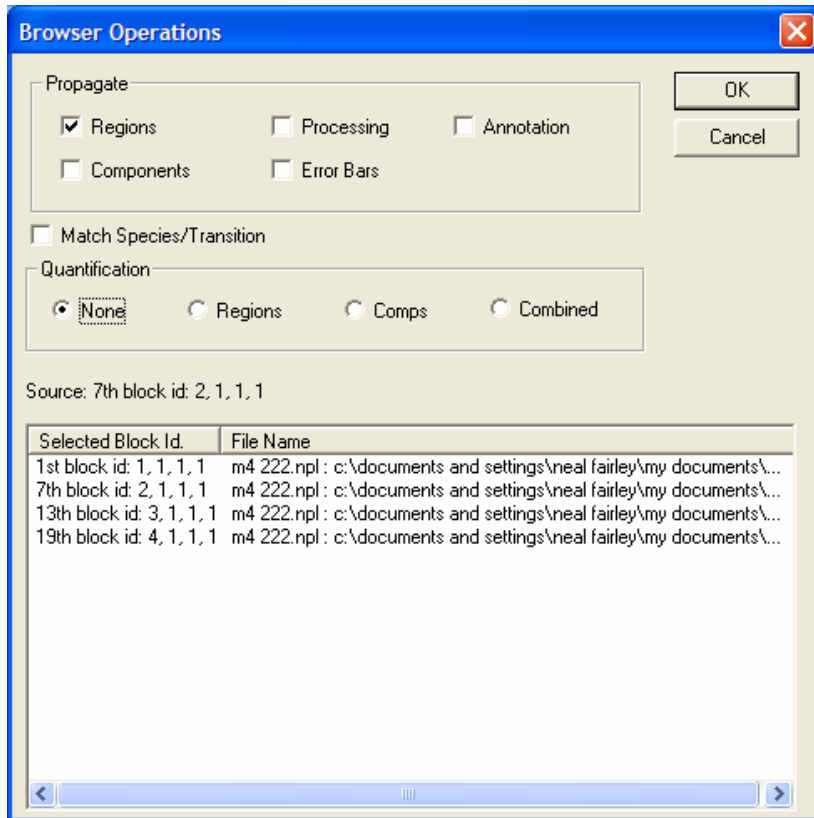 Browser Operations
Propagate
OK
Regions Processing Annotation
Cancel
Components Error Bars
Match Species/Transition
Quantification
None Regions Comps Combined
Source: 7th block id: 2, 1, 1, 1
Selected Block Id. File Name
1st block id: 1, 1, 1, 1 m4 222.npl : c:\documents and settings\neal fairley\my documents\...
7th block id: 2, 1, 1, 1 m4 222.npl : c:\documents and settings\neal fairley\my documents\...
13th block id: 3, 1, 1, 1 m4 222.npl : c:\documents and settings\neal fairley\my documents\...
19th block id: 4, 1, 1, 1 m4 222.npl : c:\documents and settings\neal fairley\my documents\...